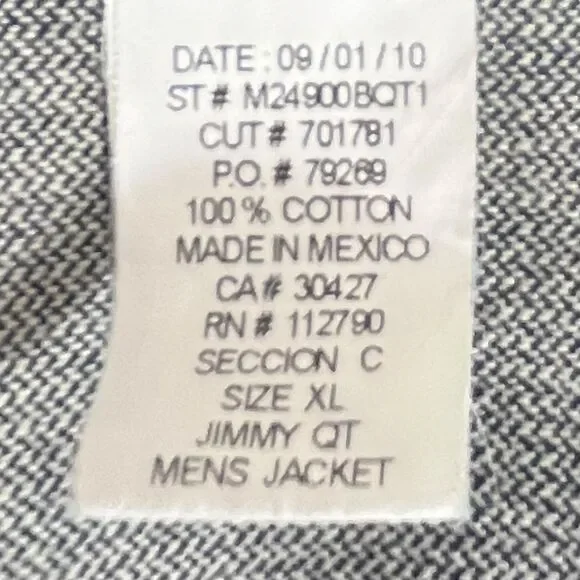 DATE: 09/01/10
ST# M24900BQT1
CUT# 701781
P.O.# 79269
100% COTTON
MADE IN MEXICO
CA# 30427
RN# 112790
SECCION C
SIZE XL
JIMMY QT
MENS JACKET